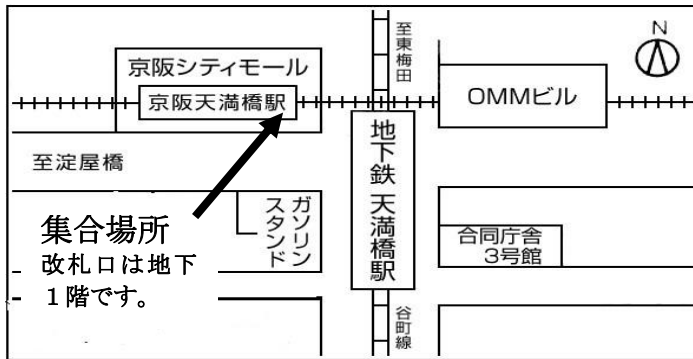 至東梅田
N
京阪シティモール
京阪天満橋駅
OMMビル
地下鉄 天満橋駅
至淀屋橋
集合場所
改札口は地下
1階です。
ガソリン
スタンド
合同庁舎
3号館
谷町線